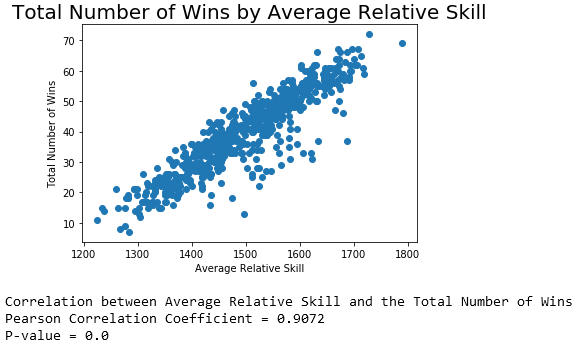 Total Number of Wins by Average Relative Skill
70
60
50
40
30
20
10
Total Number of Wins
1200 1300 1400 1500 1600 1700 1800
Average Relative Skill
Correlation between Average Relative Skill and the Total Number of Wins
Pearson Correlation Coefficient = 0.9072
P-value = 0.0